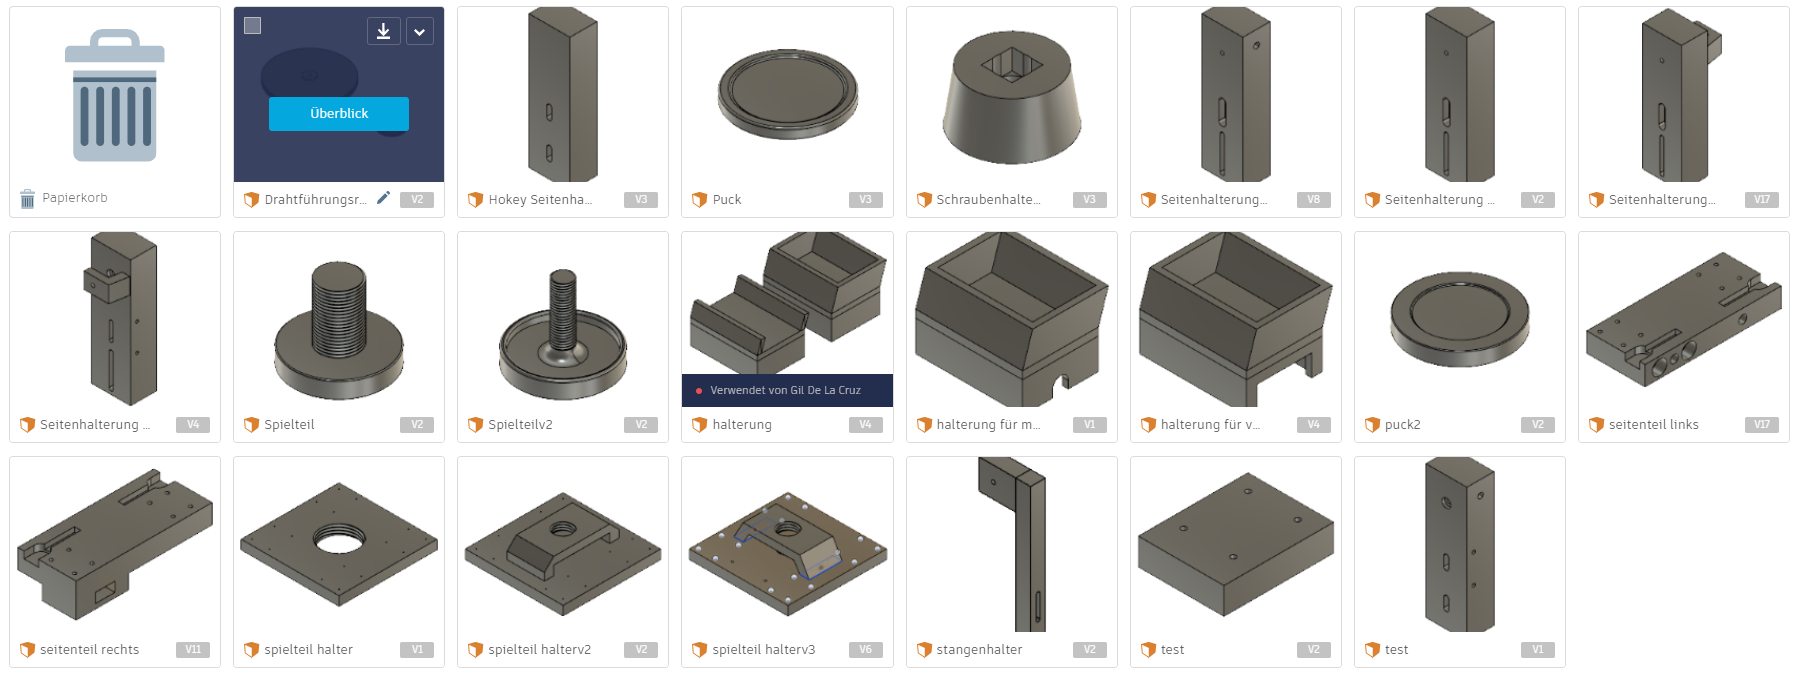 Überblick
Papierkorb
Drahtführungsr... V2
Hokey Seitenha... V3
Puck V3
Schraubenhalte... V3
Seitenhalterung... V8
Seitenhalterung ... V2
Seitenhalterung... V17
Verwendet von Gil De La Cruz
Seitenhalterung ... V4
Spielteil V2
Spielteilv2 V2
halterung V4
halterung für m... V1
halterung für v... V4
puck2 V2
seitenteil links V17
seitenteil rechts V11
spielteil halter V1
spielteil halterv2 V2
spielteil halterv3 V6
stangenhalter V2
test V2
test V1